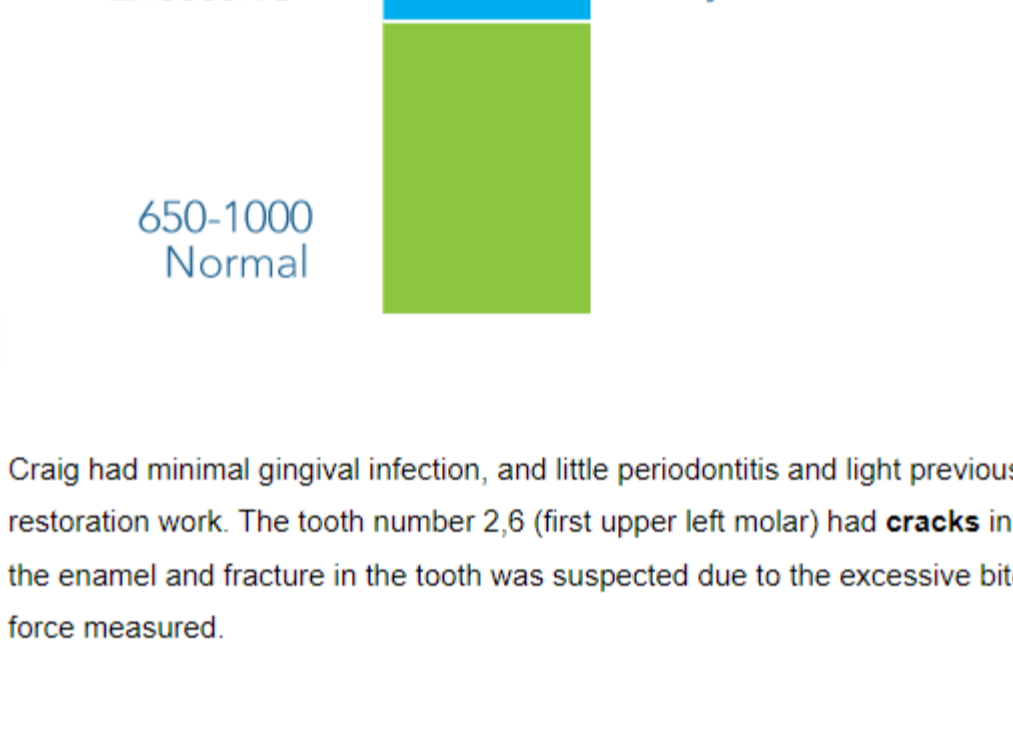 650-1000
Normal
Craig had minimal gingival infection, and little periodontitis and light previous
restoration work. The tooth number 2,6 (first upper left molar) had cracks in
the enamel and fracture in the tooth was suspected due to the excessive bite
force measured.